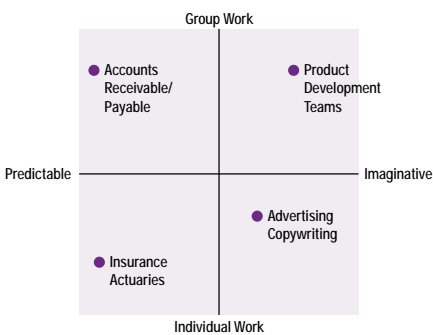 Group Work
Accounts
Receivable/
Payable
Product
Development
Teams
Predictable
Imaginative
Advertising
Copywriting
Insurance
Actuaries
Individual Work